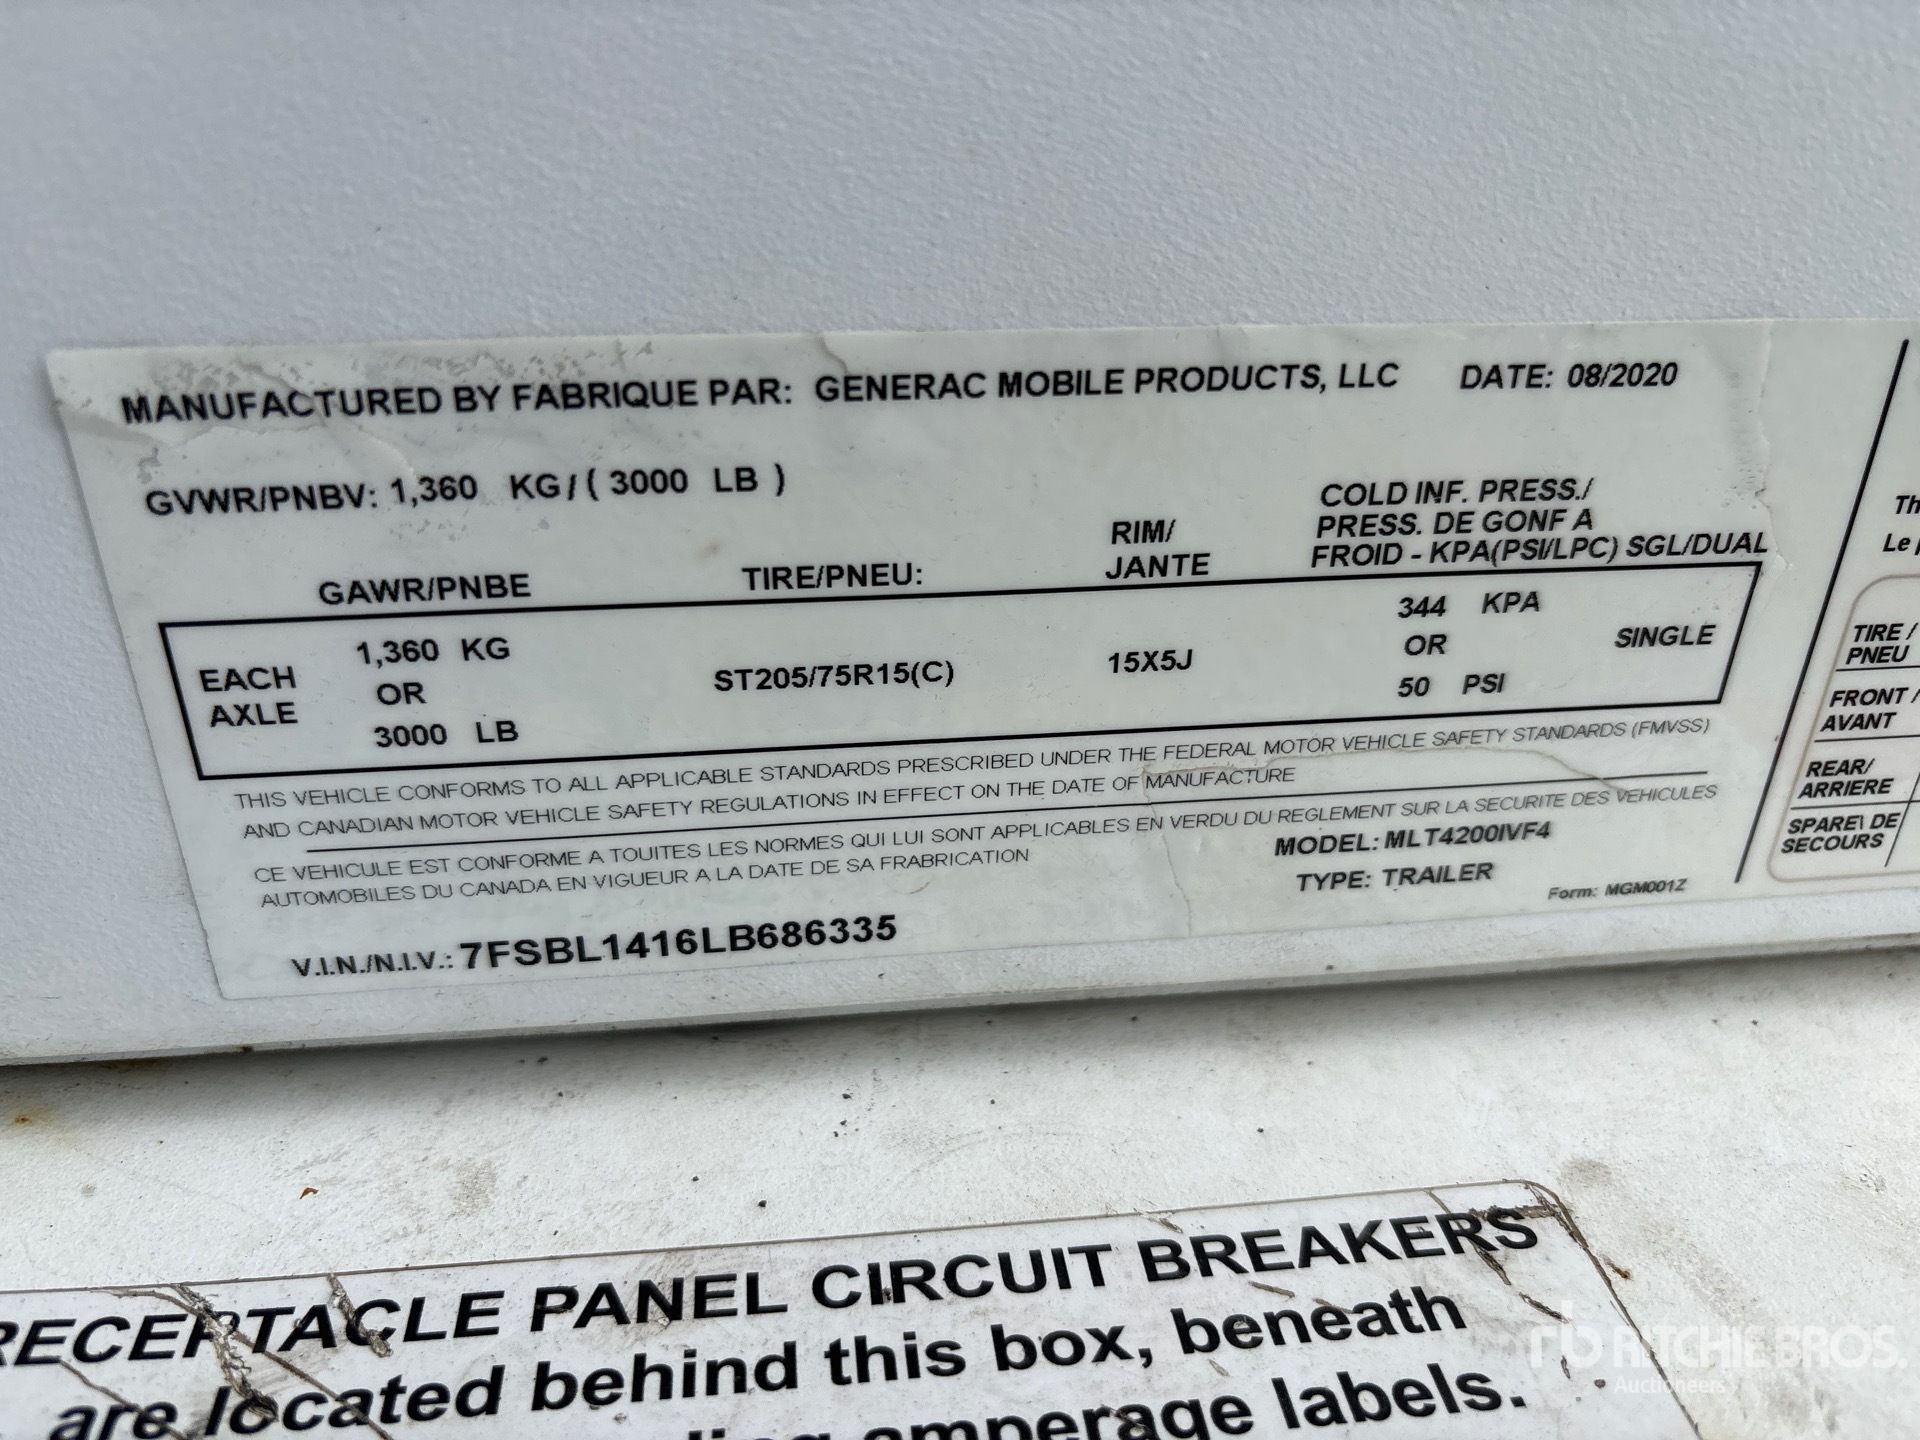 MANUFACTURED BY FABRIQUE PAR: GENERAC MOBILE PRODUCTS, LLC DATE: 08/2020
GVWR/PNBV: 1,360 KG / ( 3000 LB )
GAWR/PNBE
TIRE/PNEU:
RIM/
JANTE
COLD INF. PRESS./
PRESS. DE GONF A
FROID - KPA(PSI/LPC) SGL/DUAL
EACH
AXLE
1,360 KG
OR
3000 LB
ST205/75R15(C)
15X5J
344 KPA
OR
50 PSI
SINGLE
THIS VEHICLE CONFORMS TO ALL APPLICABLE STANDARDS PRESCRIBED UNDER THE FEDERAL MOTOR VEHICLE SAFETY STANDARDS (FMVSS)
AND CANADIAN MOTOR VEHICLE SAFETY REGULATIONS IN EFFECT ON THE DATE OF MANUFACTURE
CE VEHICULE EST CONFORME A TOUITES LES NORMES QUI LUI SONT APPLICABLES EN VERDU DU REGLEMENT SUR LA SECURITE DES VEHICULES
AUTOMOBILES DU CANADA EN VIGUEUR A LA DATE DE SA FRABRICATION
MODEL: MLT4200IVF4
TYPE: TRAILER
Form: MGM001Z
V.I.N./N.I.V.: 7FSBL1416LB686335
Th
Le
TIRE /
PNEU
FRONT /
AVANT
REAR/
ARRIERE
SPARE\ DE
SECOURS
RECEPTACLE PANEL CIRCUIT BREAKERS
are located behind this box, beneath
amperage labels.
rb RITCHIE BROS.
Auctioneers